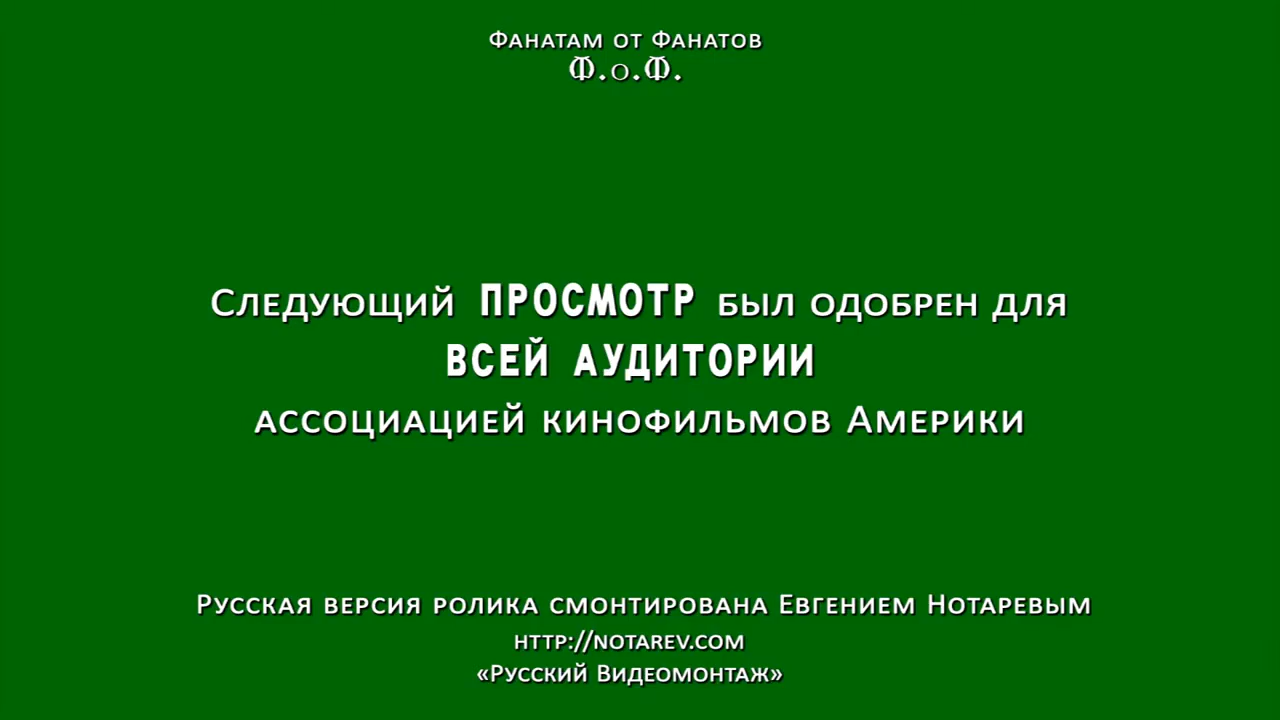 Фанатам от Фанатов
Ф.о.Ф.
Следующий ПРОСМОТР был одобрен для
ВСЕЙ АУДИТОРИИ
ассоциацией кинофильмов Америки
Русская версия ролика смонтирована Евгением Нотаревым
http://notarev.com
«Русский Видеомонтаж»